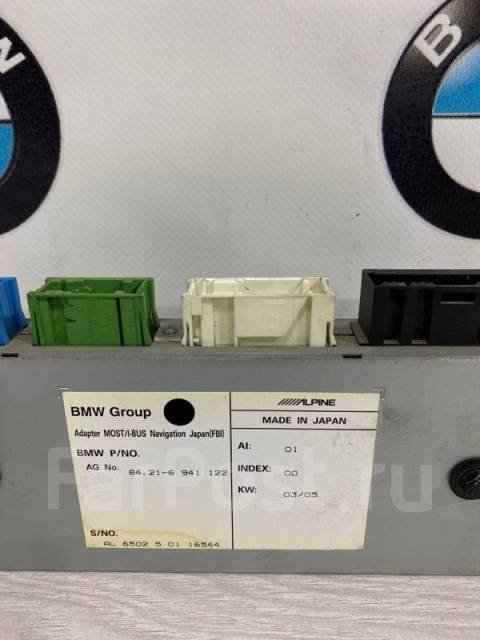 W
B
BMW Group
Adapter MOST/I-BUS Navigation Japan(FBI)
BMW P/NO.
AG No. 84.21-6 941 122
S/NO.
AL 6502 5 01 16544
ALPINE
MADE IN JAPAN
AI: 01
INDEX: 00
KW: 03/05
FarPost.ru